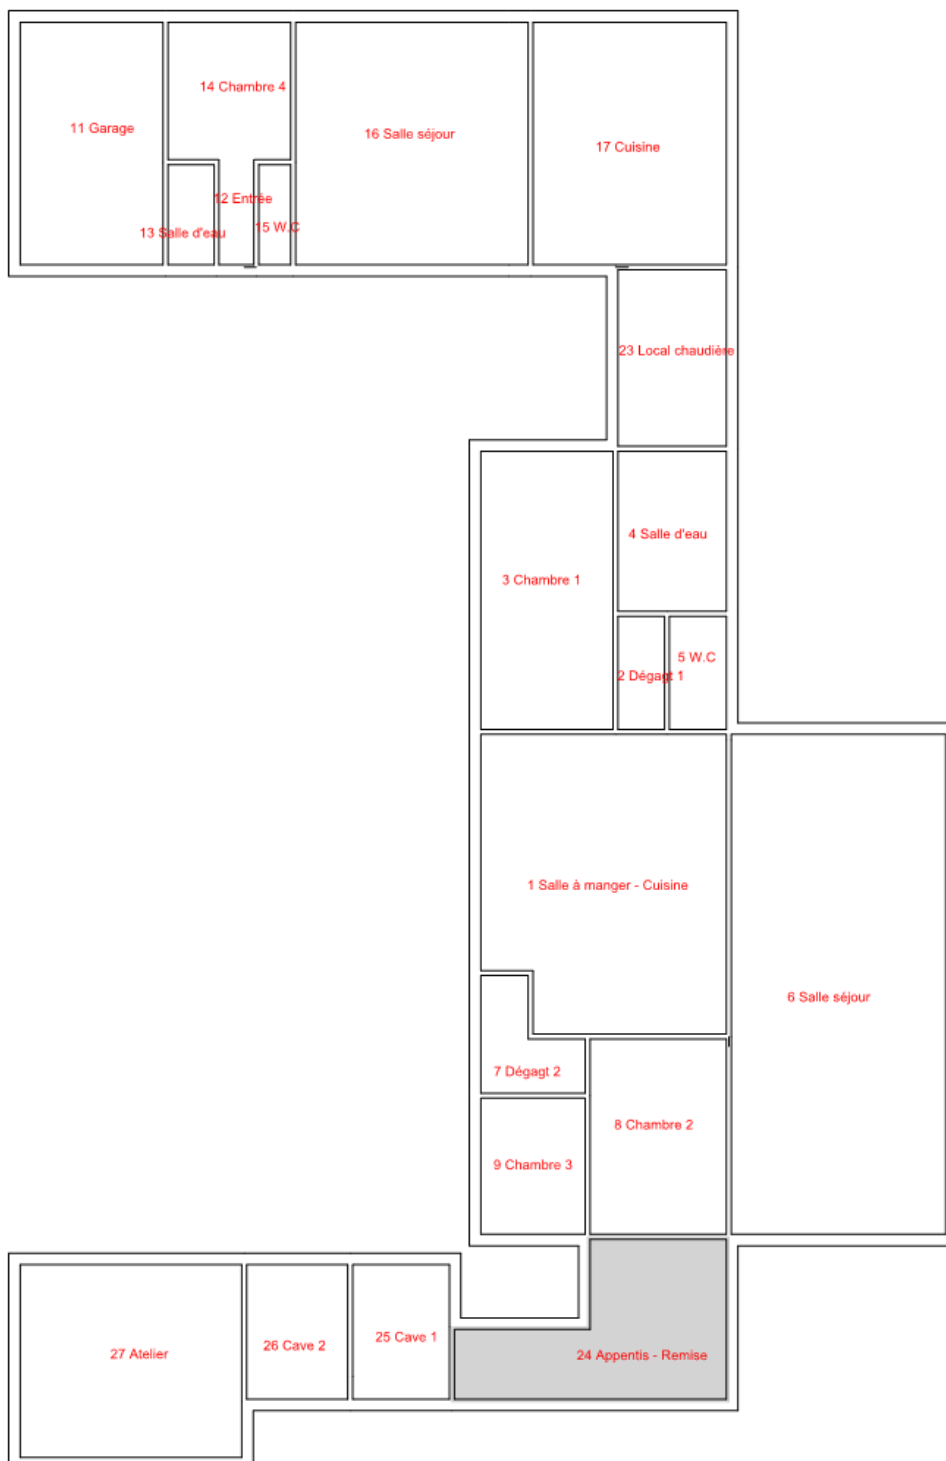 14 Chambre 4
11 Garage
16 Salle séjour
17 Cuisine
12 Entrée
15 W.C
13 Salle d'eau
23 Local chaudière
4 Salle d'eau
3 Chambre 1
5 W.C
2 Dégagt 1
1 Salle à manger - Cuisine
6 Salle séjour
7 Dégagt 2
8 Chambre 2
9 Chambre 3
25 Cave 1
26 Cave 2
27 Atelier
24 Appentis - Remise